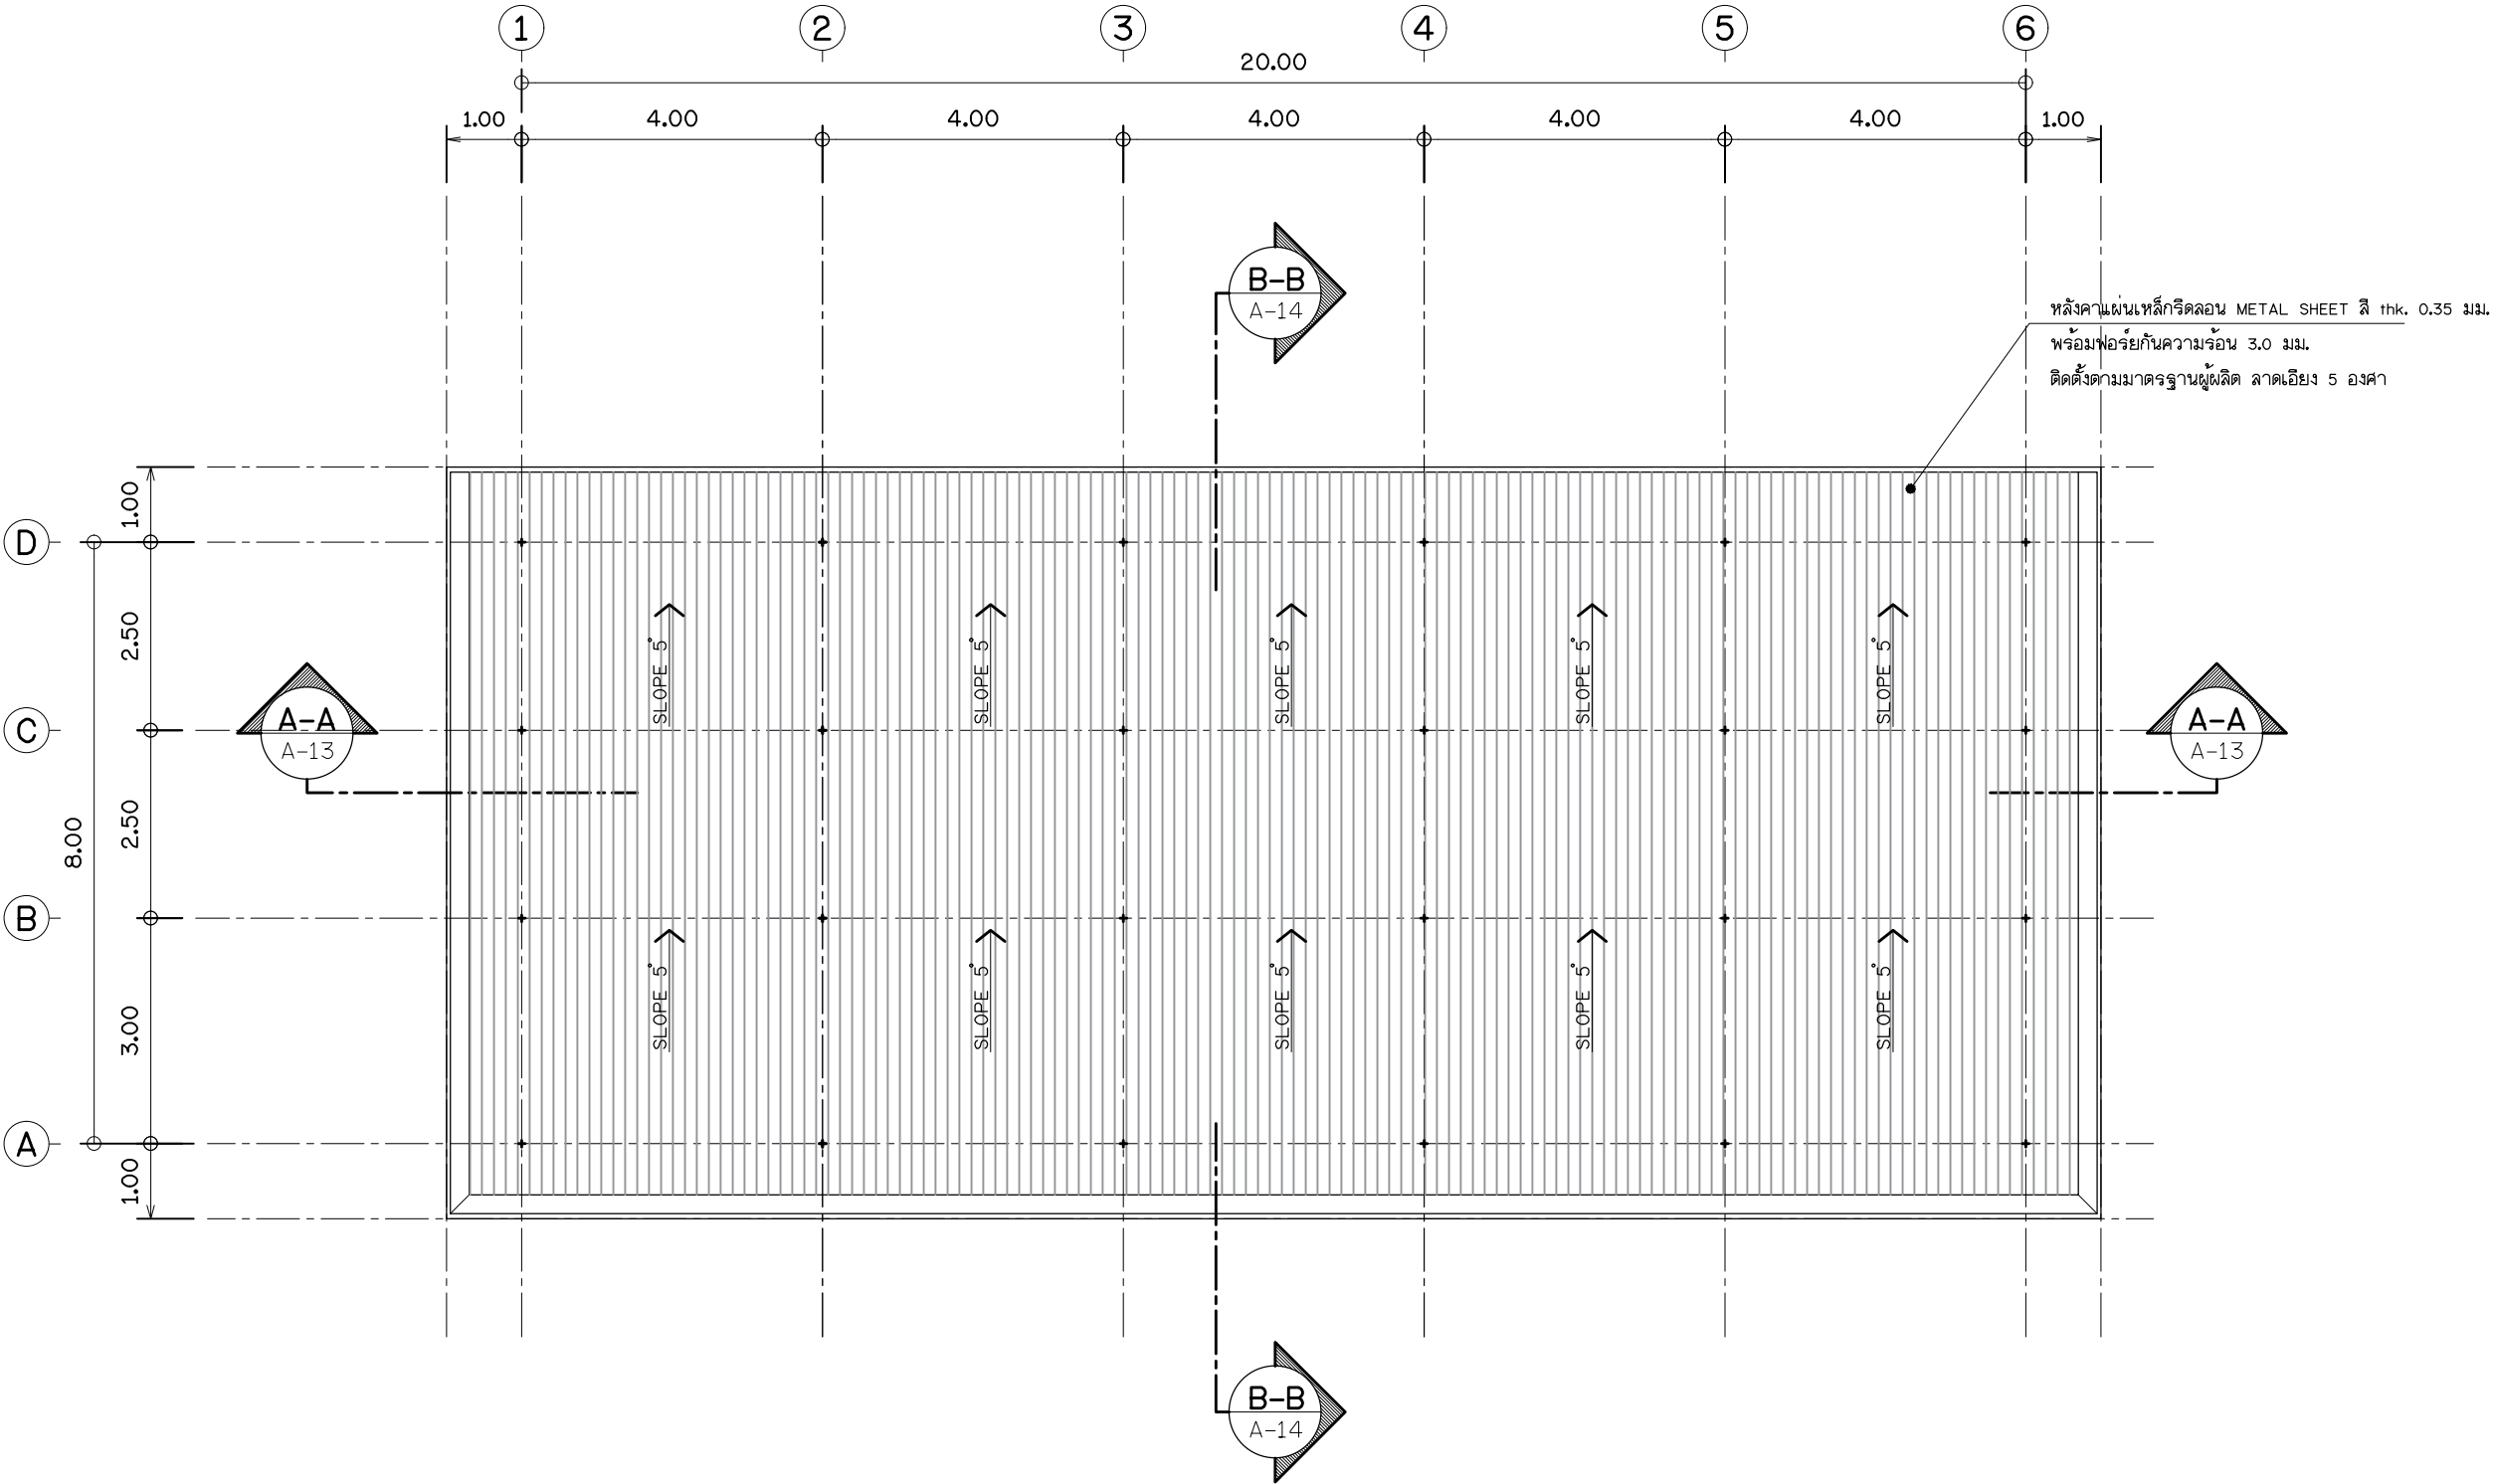 1 2 3 4 5 6
20.00
1.00 4.00 4.00 4.00 4.00 4.00 1.00
B-B
A-14
หลังคาแผ่นเหล็กรีดลอน METAL SHEET สี thk. 0.35 มม.
พร้อมฟอร์ยกันความร้อน 3.0 มม.
ติดตั้งตามมาตรฐานผู้ผลิต ลาดเอียง 5 องศา
1.00
D
2.50
SLOPE 5° SLOPE 5° SLOPE 5° SLOPE 5° SLOPE 5°
C
A-A
A-13
A-A
A-13
2.50
8.00
B
SLOPE 5° SLOPE 5° SLOPE 5° SLOPE 5° SLOPE 5°
3.00
A
1.00
B-B
A-14